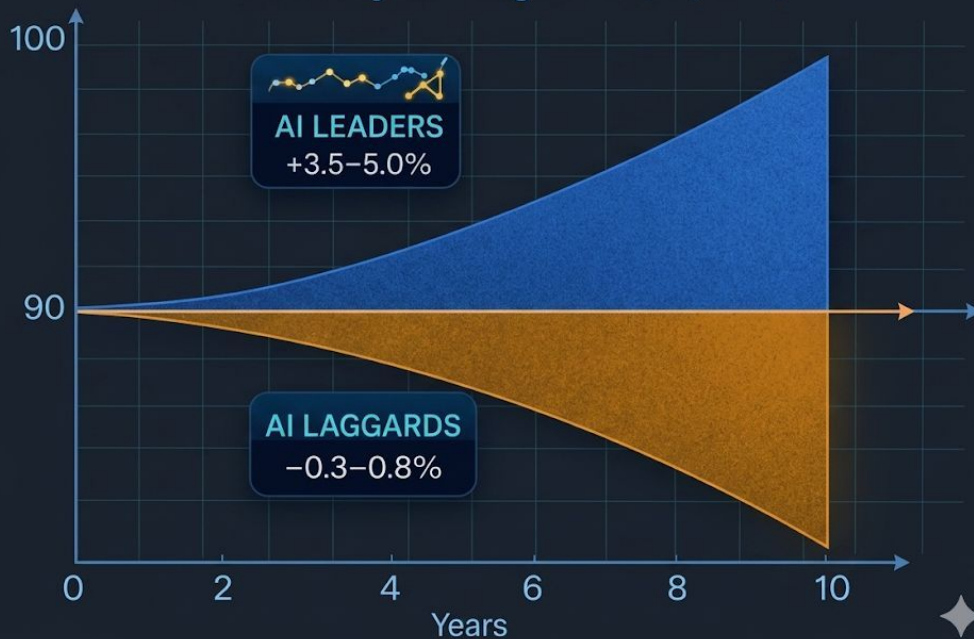 100
AI LEADERS
+3.5–5.0%
90
AI LAGGARDS
−0.3–0.8%
0 2 4 6 8 10
Years